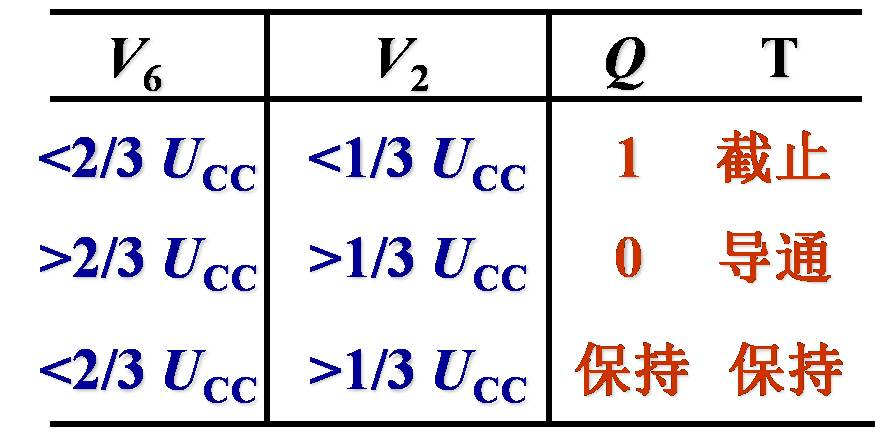 V6 V2 Q T
<2/3 UCC <1/3 UCC 1 截止
>2/3 UCC >1/3 UCC 0 导通
<2/3 UCC >1/3 UCC 保持 保持